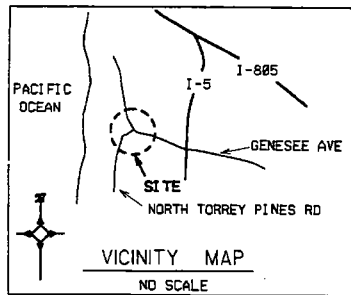 I-805
I-5
PACIFIC
OCEAN
GENESEE AVE
SITE
NORTH TORREY PINES RD
VICINITY MAP
NO SCALE